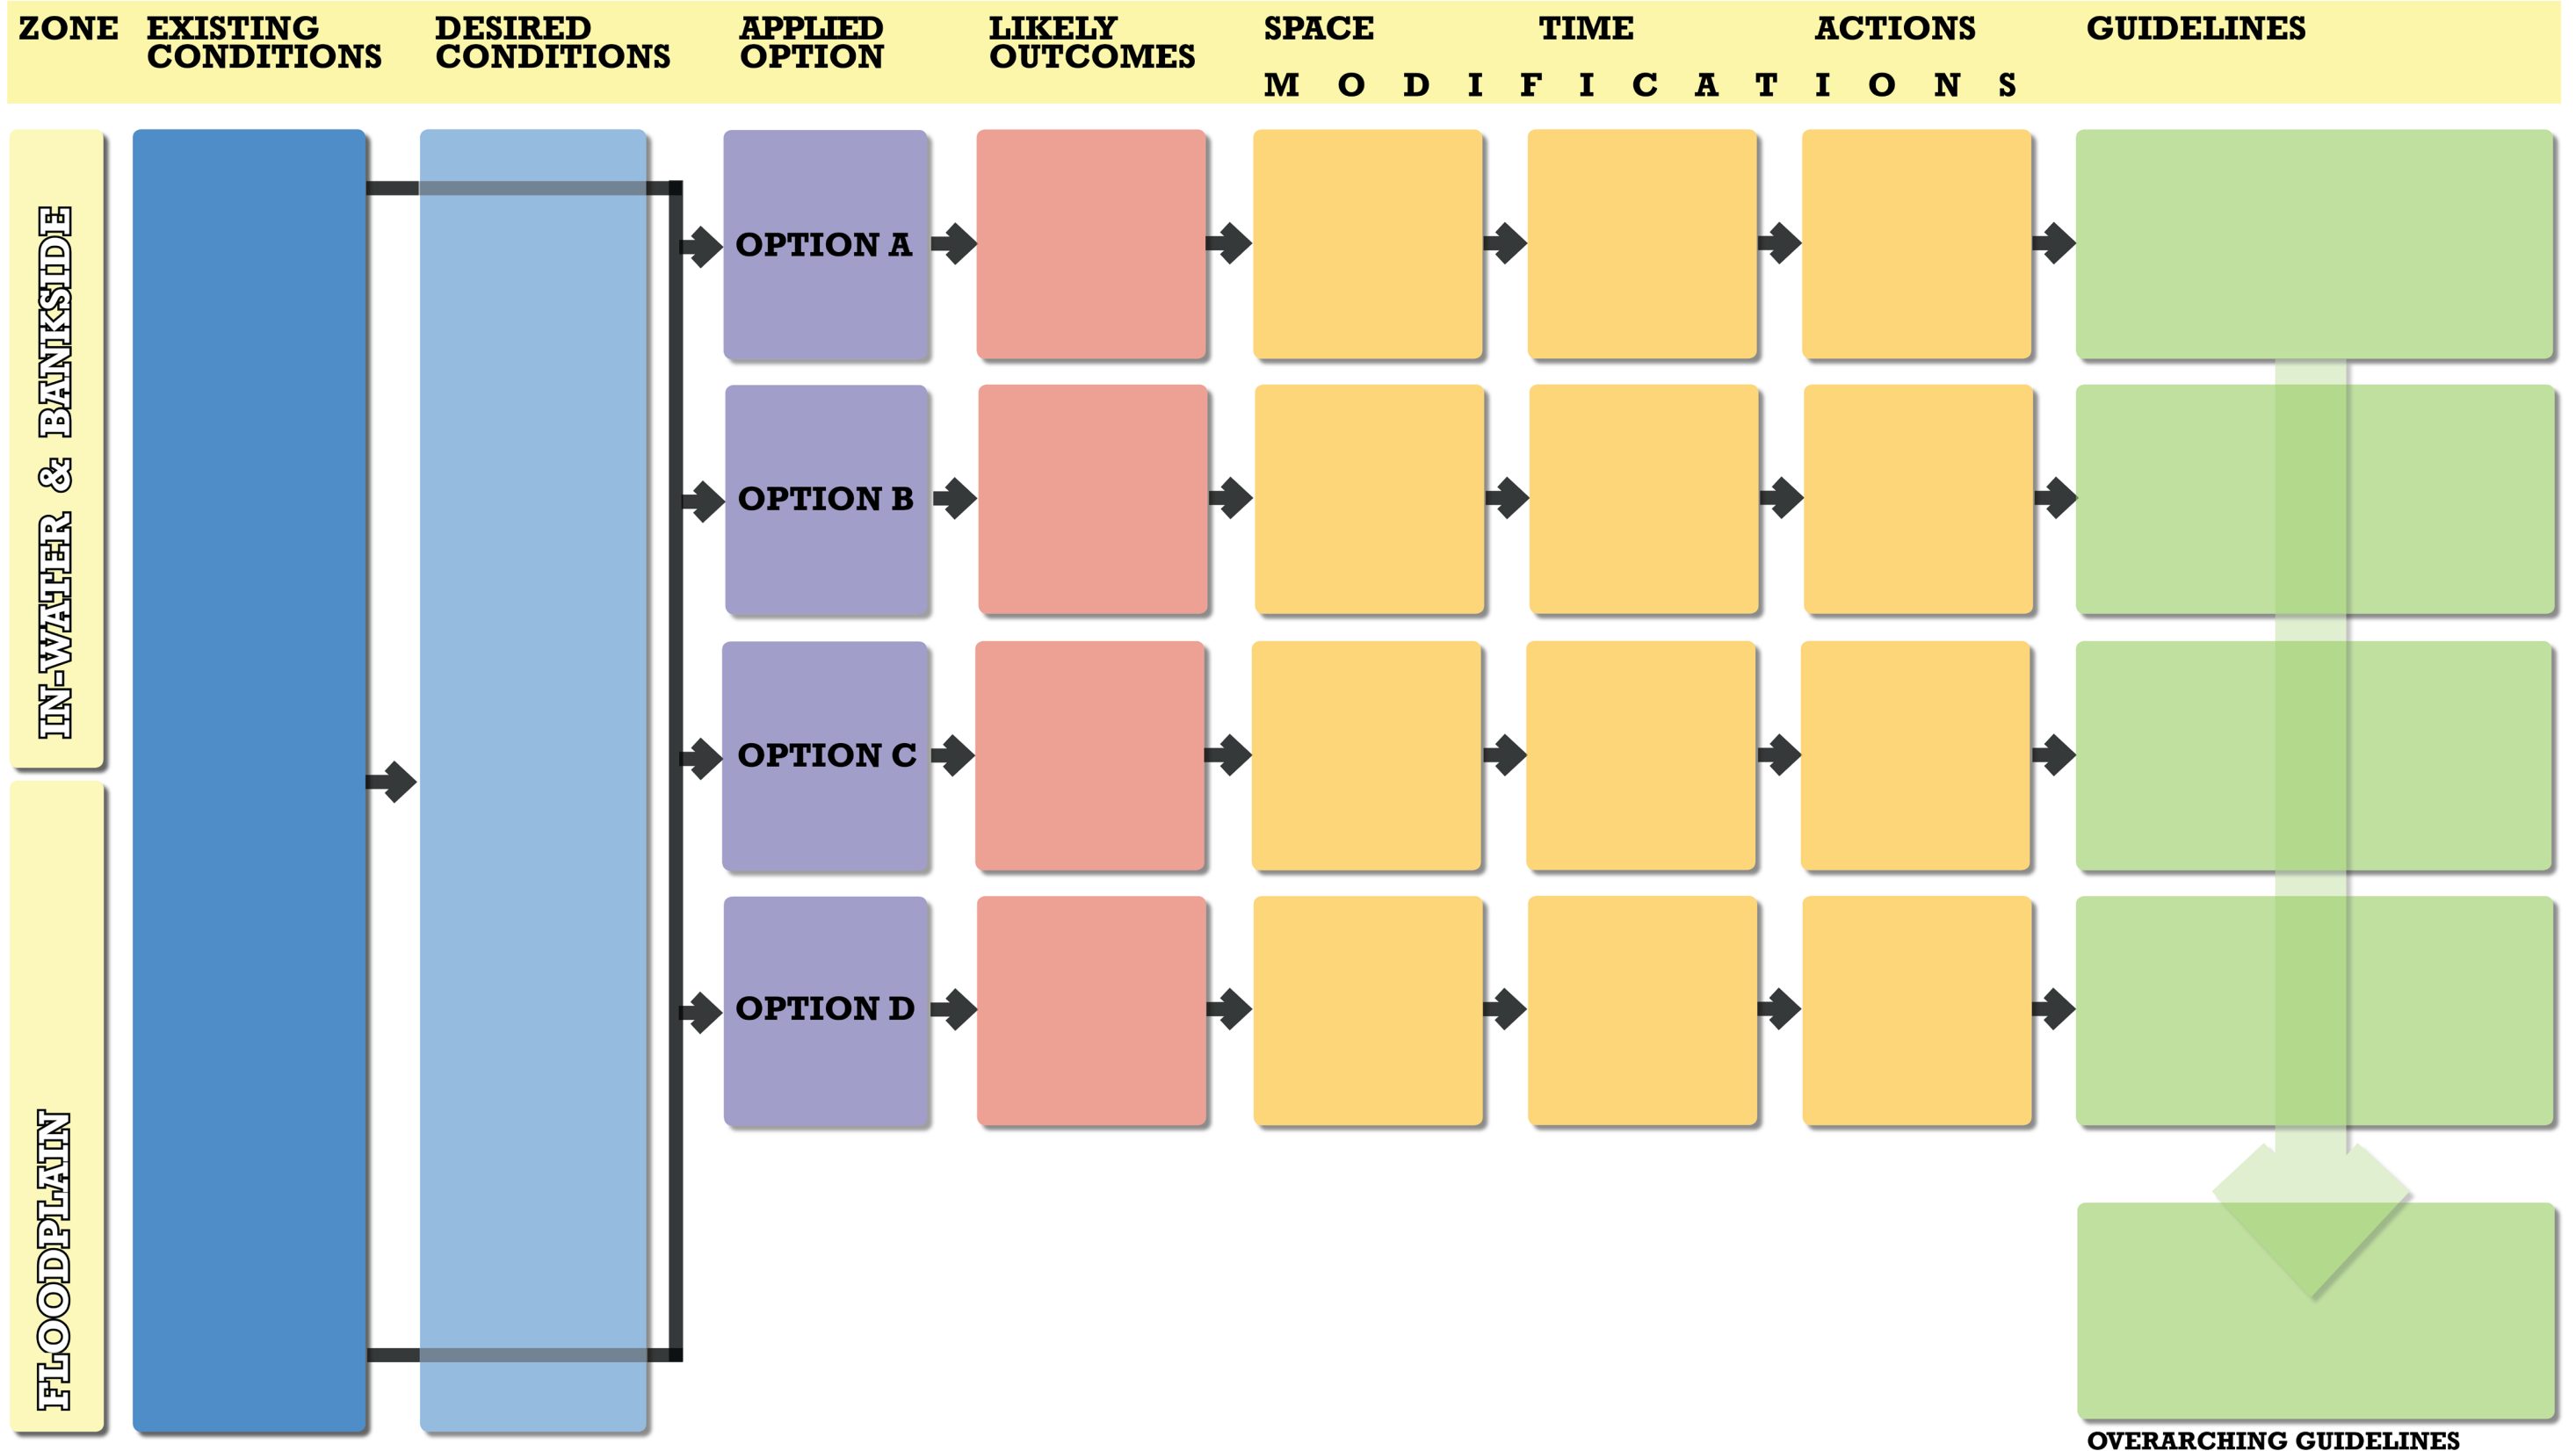 ZONE
EXISTING
CONDITIONS
DESIRED
CONDITIONS
APPLIED
OPTION
LIKELY
OUTCOMES
SPACE
TIME
ACTIONS
GUIDELINES
M O D I F I C A T I O N S
IN-WATER & BANKSIDE
FLOODPLAIN
OPTION A
OPTION B
OPTION C
OPTION D
OVERARCHING GUIDELINES